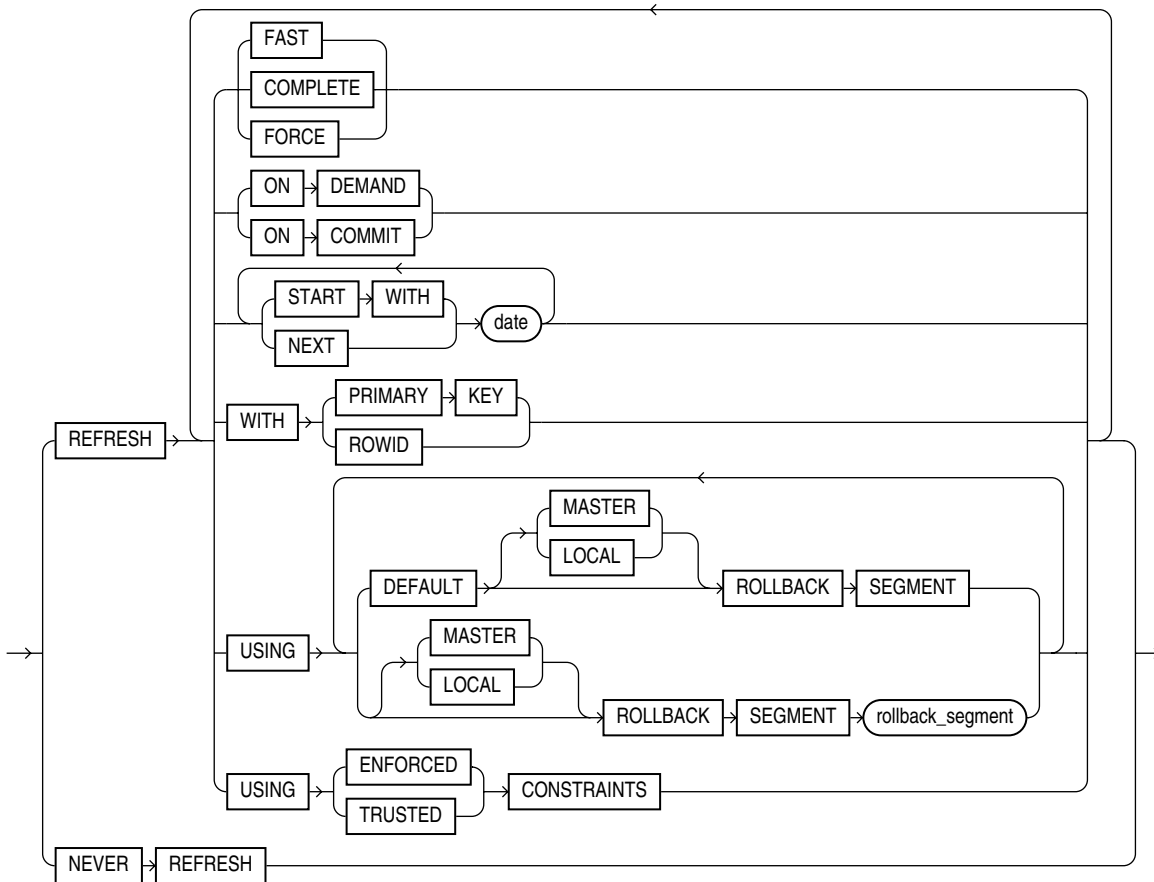 FAST
COMPLETE
FORCE
ON DEMAND
ON COMMIT
START WITH
date
NEXT
PRIMARY KEY
WITH
REFRESH
ROWID
MASTER
LOCAL
DEFAULT
ROLLBACK SEGMENT
MASTER
USING
LOCAL
ROLLBACK SEGMENT rollback_segment
ENFORCED
USING
CONSTRAINTS
TRUSTED
NEVER REFRESH